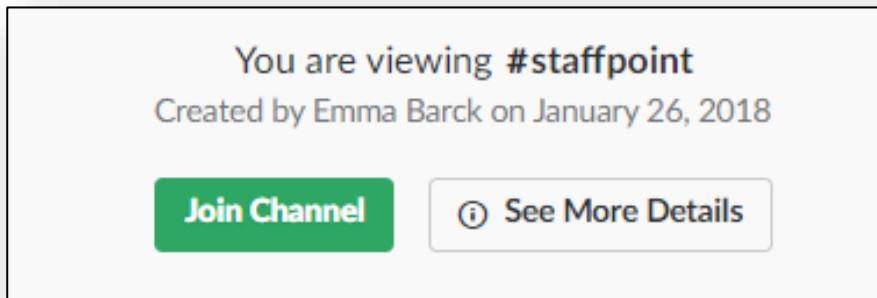 You are viewing #staffpoint
Created by Emma Barck on January 26, 2018
Join Channel
See More Details